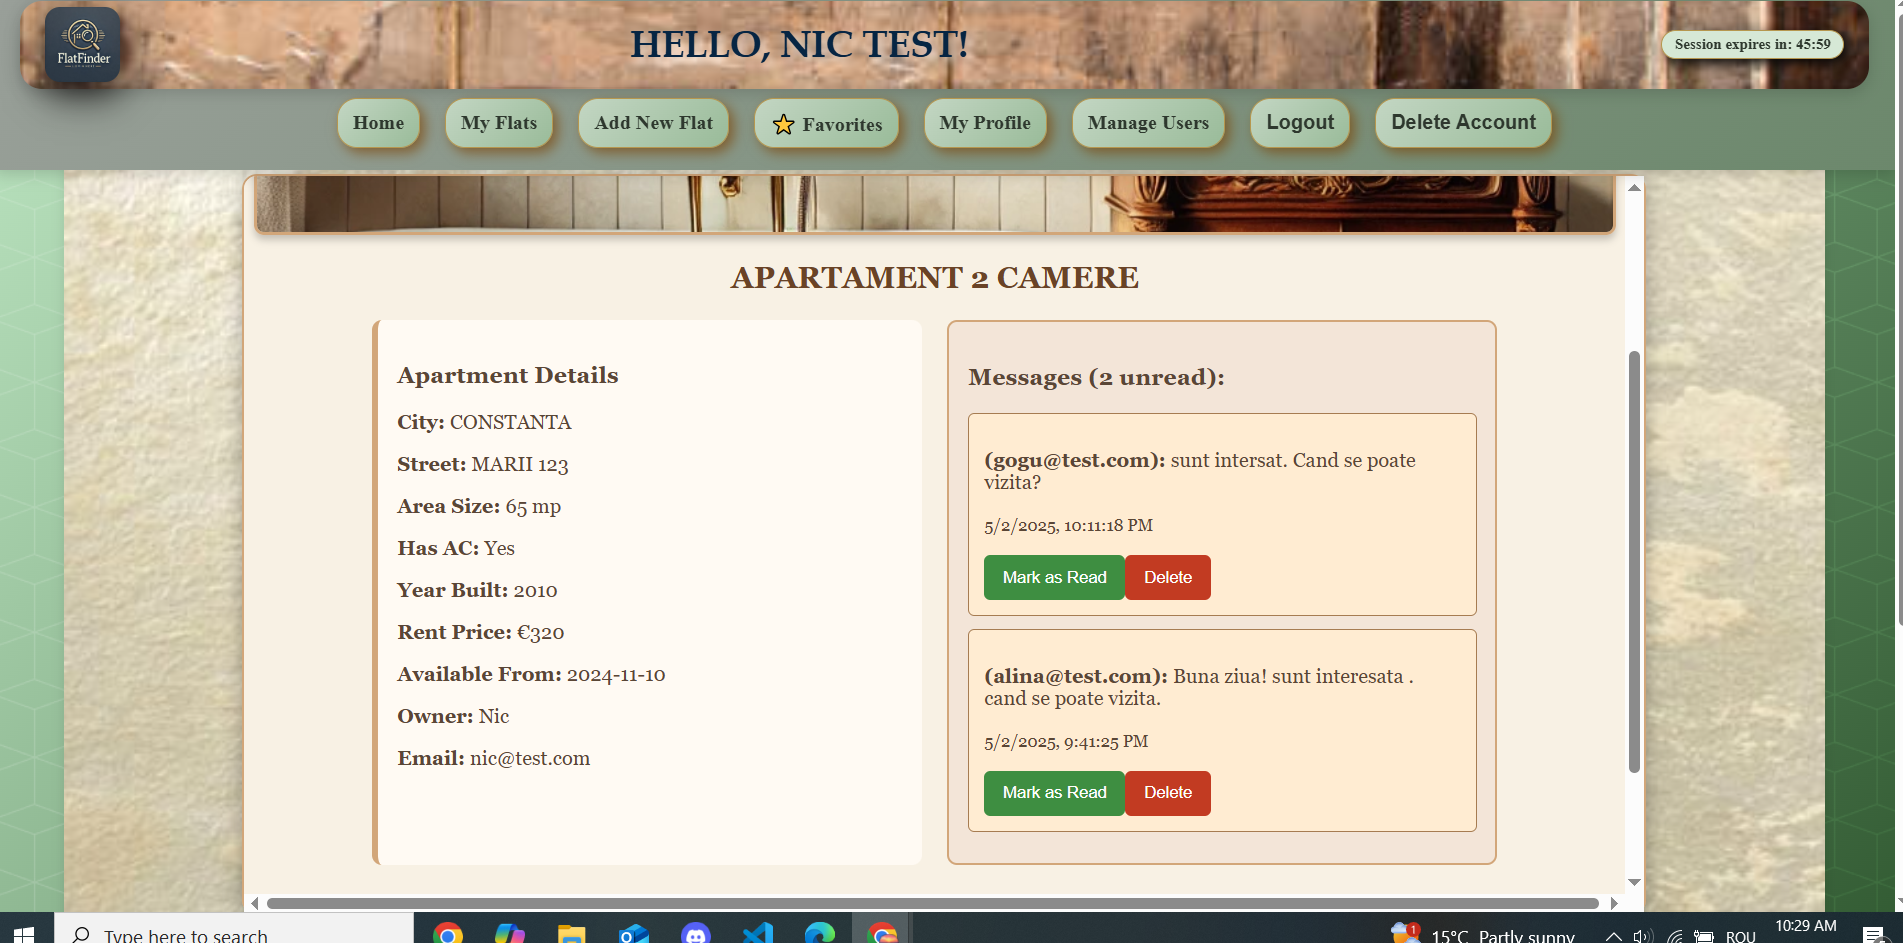 FlatFinder
HELLO, NIC TEST!
Session expires in: 45:59
Home
My Flats
Add New Flat
Favorites
My Profile
Manage Users
Logout
Delete Account
APARTAMENT 2 CAMERE
Apartment Details
City: CONSTANTA
Street: MARII 123
Area Size: 65 mp
Has AC: Yes
Year Built: 2010
Rent Price: €320
Available From: 2024-11-10
Owner: Nic
Email: nic@test.com
Messages (2 unread):
(gogu@test.com): sunt intersat. Cand se poate
vizita?
5/2/2025, 10:11:18 PM
Mark as Read
Delete
(alina@test.com): Buna ziua! sunt interesata .
cand se poate vizita.
5/2/2025, 9:41:25 PM
Mark as Read
Delete
Type here to search
1
15°C Partly sunny
ROU
10:29 AM